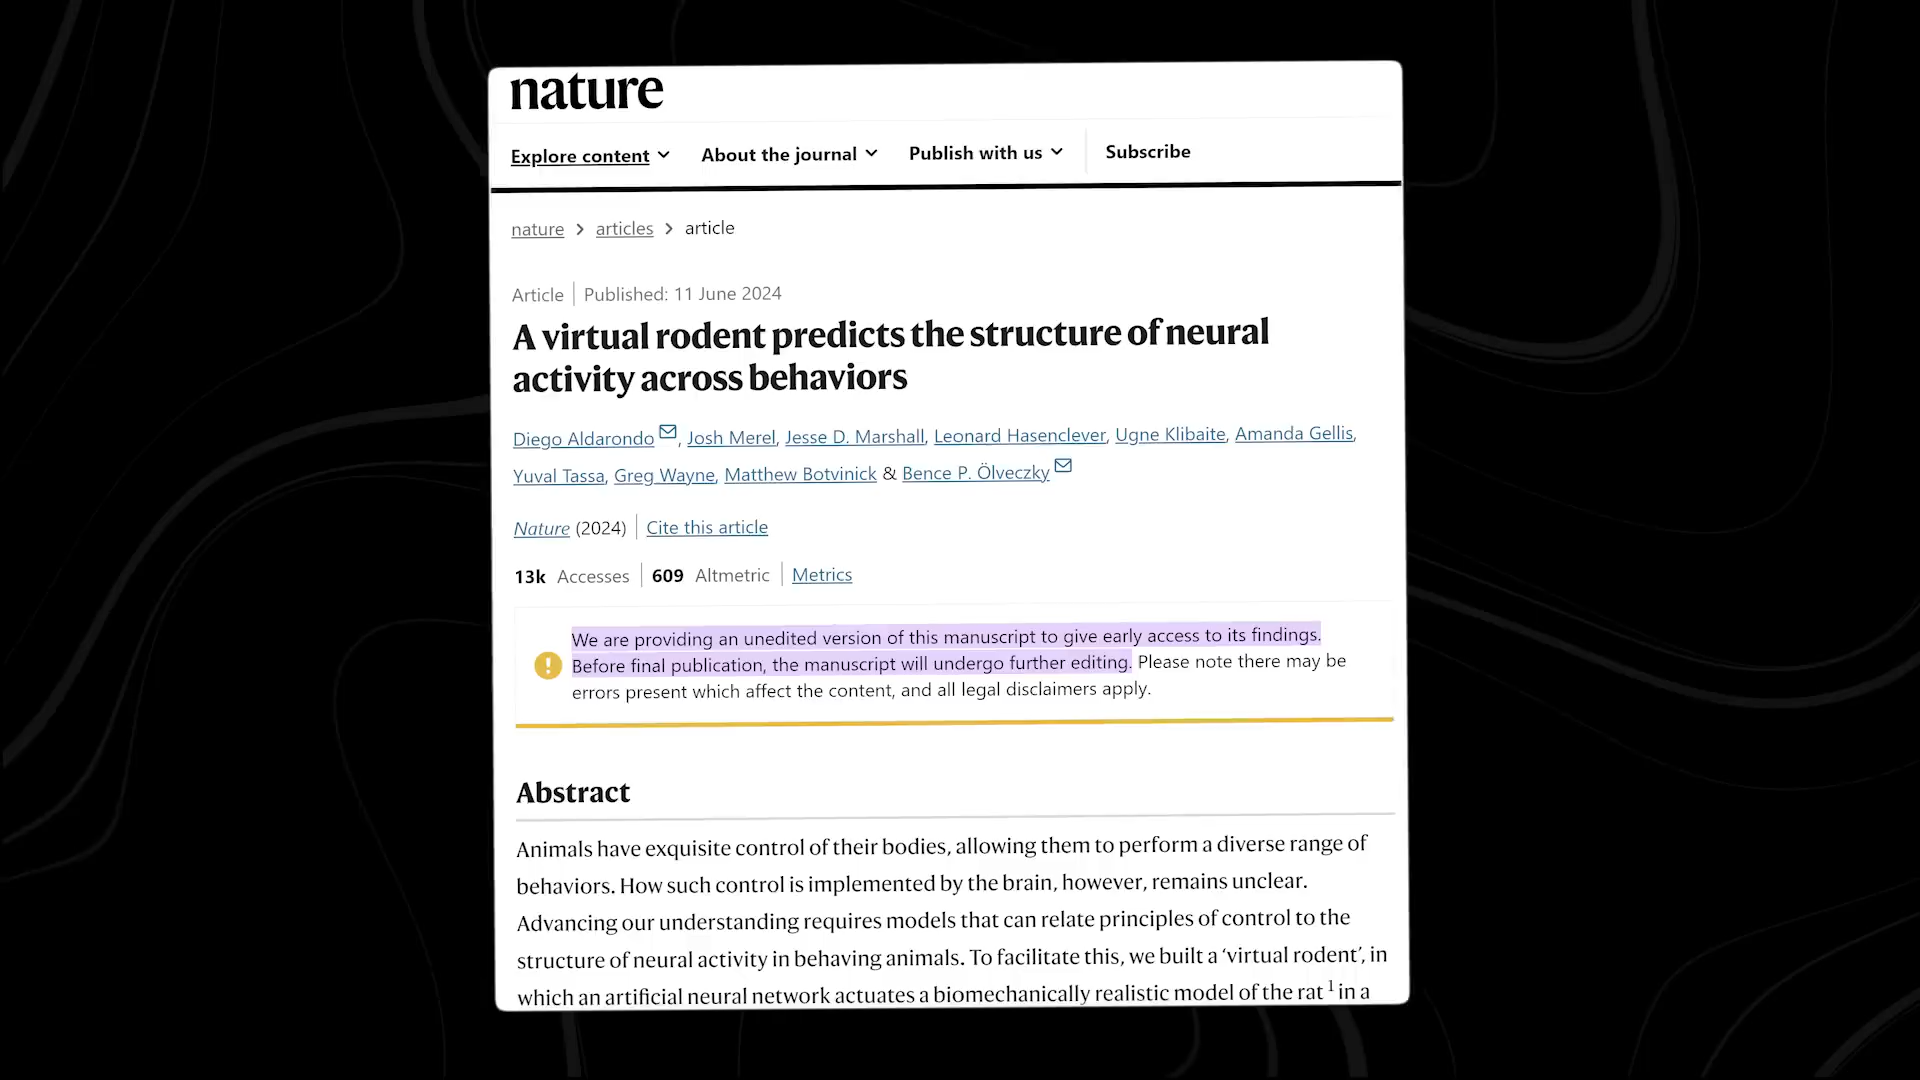 nature
Explore content About the journal Publish with us Subscribe
nature > articles > article
Article | Published: 11 June 2024
A virtual rodent predicts the structure of neural
activity across behaviors
Diego Aldarondo, Josh Merel, Jesse D. Marshall, Leonard Hasenclever, Ugne Klibaite, Amanda Gellis,
Yuval Tassa, Greg Wayne, Matthew Botvinick & Bence P. Ölveczky
Nature (2024) | Cite this article
13k Accesses | 609 Altmetric | Metrics
We are providing an unedited version of this manuscript to give early access to its findings.
Before final publication, the manuscript will undergo further editing. Please note there may be
errors present which affect the content, and all legal disclaimers apply.
Abstract
Animals have exquisite control of their bodies, allowing them to perform a diverse range of
behaviors. How such control is implemented by the brain, however, remains unclear.
Advancing our understanding requires models that can relate principles of control to the
structure of neural activity in behaving animals. To facilitate this, we built a ‘virtual rodent’, in
which an artificial neural network actuates a biomechanically realistic model of the rat 1 in a